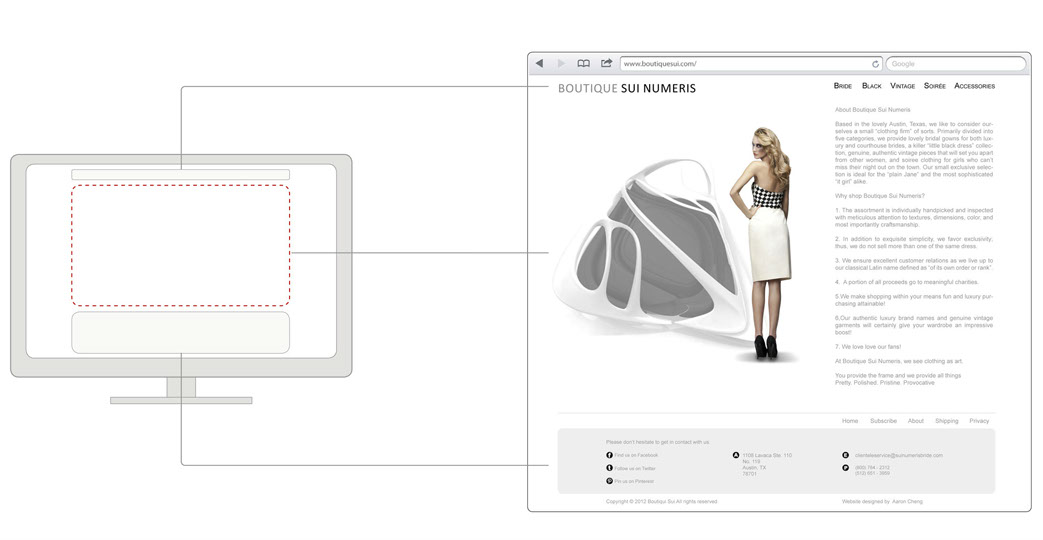 www.boutiquesui.com/
Google
BOUTIQUE SUI NUMERIS
BRIDE BLACK VINTAGE SOIRÉE ACCESSORIES
About Boutique Sui Numeris
Based in the lovely Austin, Texas, we like to consider our-
selves a small "clothing firm" of sorts. Primarily divided into
five categories, we provide lovely bridal gowns for both lux-
ury and courthouse brides, a killer "little black dress" collec-
tion, genuine, authentic vintage pieces that will set you apart
from other women, and soiree clothing for girls who can't
miss their night out on the town. Our small exclusive selec-
tion is ideal for the "plain Jane" and the most sophisticated
"it girl" alike.
Why shop Boutique Sui Numeris?
1. The assortment is individually handpicked and inspected
with meticulous attention to textures, dimensions, color, and
most importantly craftsmanship.
2. In addition to exquisite simplicity, we favor exclusivity;
thus, we do not sell more than one of the same dress.
3. We ensure excellent customer relations as we live up to
our classical Latin name defined as "of its own order or rank".
4. A portion of all proceeds go to meaningful charities.
5.We make shopping within your means fun and luxury pur-
chasing attainable!
6.Our authentic luxury brand names and genuine vintage
garments will certainly give your wardrobe an impressive
boost!
7. We love love our fans!
At Boutique Sui Numeris, we see clothing as art.
You provide the frame and we provide all things
Pretty. Polished. Pristine. Provocative
Home Subscribe About Shipping Privacy
Please don't hesitate to get in contact with us.
Find us on Facebook
Follow us on Twitter
Pin us on Pinterest
A
1108 Lavaca Ste. 110
No. 116
Austin, TX
78701
E
clienteleservice@suinumerisbride.com
P
Copyright © 2012 Boutiqui Sui All rights reserved
Website designed by Aaron Cheng